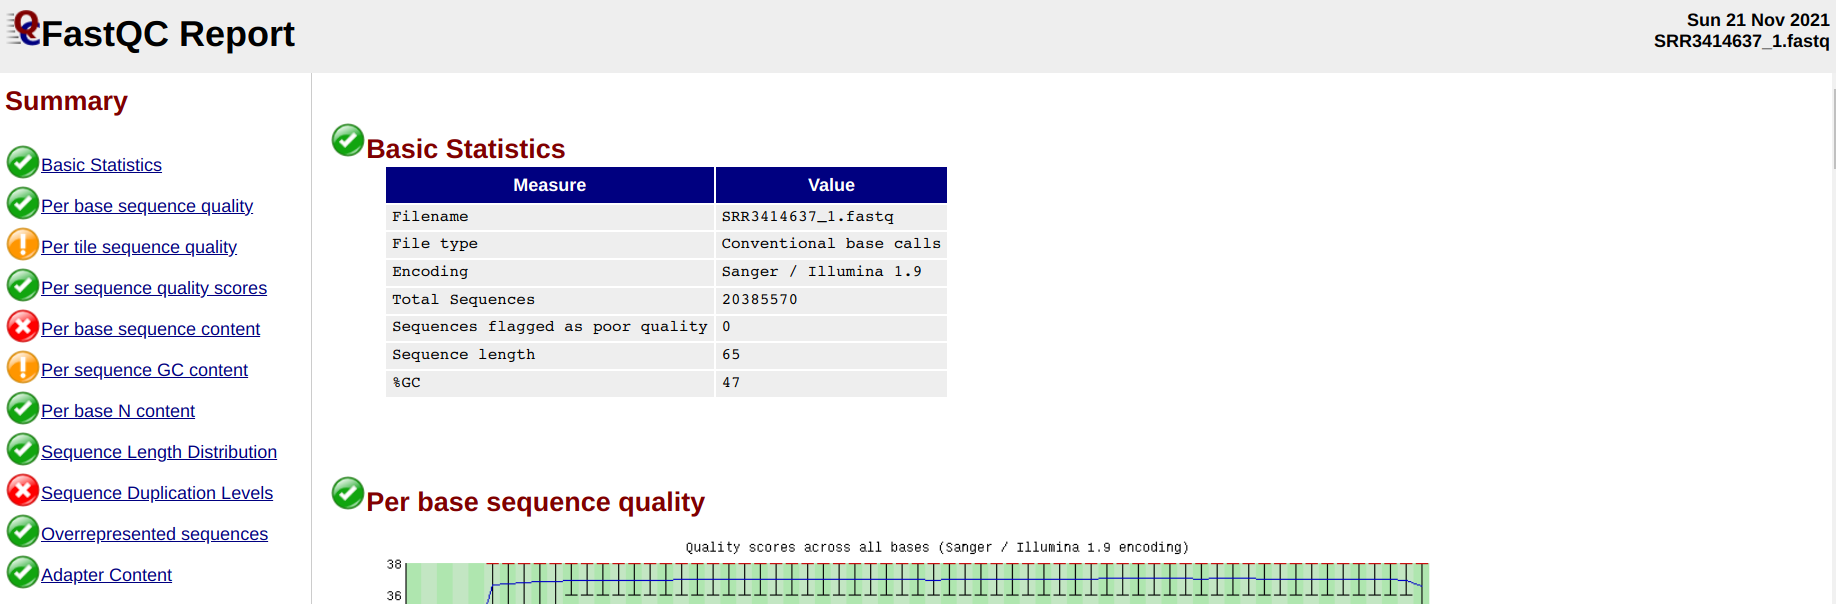 FastQC Report
Sun 21 Nov 2021
SRR3414637_1.fastq
Summary
Basic Statistics
Per base sequence quality
Per tile sequence quality
Per sequence quality scores
Per base sequence content
Per sequence GC content
Per base N content
Sequence Length Distribution
Sequence Duplication Levels
Overrepresented sequences
Adapter Content
Basic Statistics
Measure Value
Filename SRR3414637_1.fastq
File type Conventional base calls
Encoding Sanger / Illumina 1.9
Total Sequences 20385570
Sequences flagged as poor quality 0
Sequence length 65
%GC 47
Per base sequence quality
Quality scores across all bases (Sanger / Illumina 1.9 encoding)
38
36